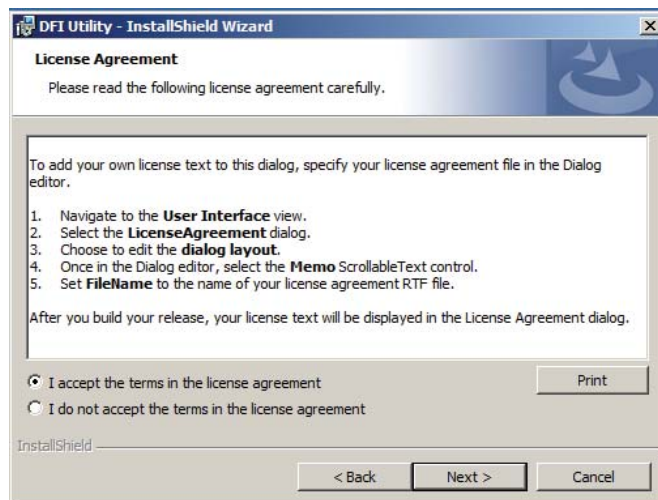 DFI Utility - InstallShield Wizard
License Agreement
Please read the following license agreement carefully.
To add your own license text to this dialog, specify your license agreement file in the Dialog
editor.
1. Navigate to the User Interface view.
2. Select the LicenseAgreement dialog.
3. Choose to edit the dialog layout.
4. Once in the Dialog editor, select the Memo ScrollableText control.
5. Set FileName to the name of your license agreement RTF file.
After you build your release, your license text will be displayed in the License Agreement dialog.
I accept the terms in the license agreement
Print
I do not accept the terms in the license agreement
InstallShield
< Back Next > Cancel